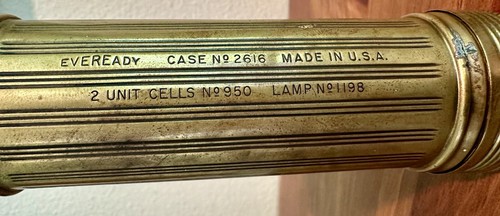 EVEREADY CASE No 2616 MADE IN U.S.A.
2 UNIT CELLS No 950 LAMP No 1198